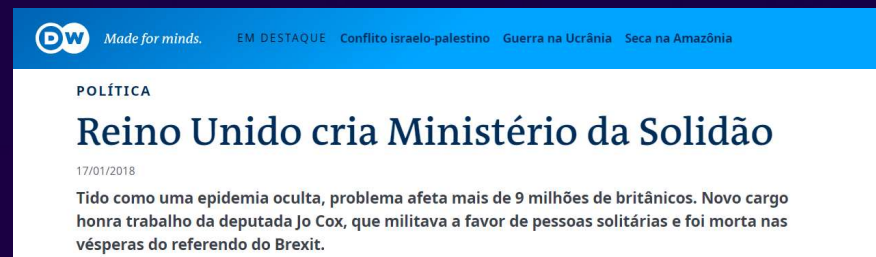 DW Made for minds. EM DESTAQUE Conflito israelo-palestino Guerra na Ucrânia Seca na Amazônia
POLÍTICA
Reino Unido cria Ministério da Solidão
17/01/2018
Tido como uma epidemia oculta, problema afeta mais de 9 milhões de britânicos. Novo cargo
honra trabalho da deputada Jo Cox, que militava a favor de pessoas solitárias e foi morta nas
vésperas do referendo do Brexit.